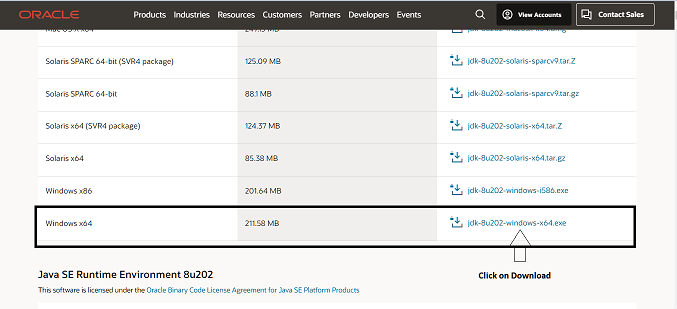 ORACLE Products Industries Resources Customers Partners Developers Events View Accounts Contact Sales
Solaris SPARC 64-bit (SVR4 package) 125.09 MB jdk-8u202-solaris-sparcv9.tar.Z
Solaris SPARC 64-bit 88.1 MB jdk-8u202-solaris-sparcv9.tar.gz
Solaris x64 (SVR4 package) 124.37 MB jdk-8u202-solaris-x64.tar.Z
Solaris x64 85.38 MB jdk-8u202-solaris-x64.tar.gz
Windows x86 201.64 MB jdk-8u202-windows-i586.exe
Windows x64 211.58 MB jdk-8u202-windows-x64.exe
Java SE Runtime Environment 8u202 Click on Download
This software is licensed under the Oracle Binary Code License Agreement for Java SE Platform Products